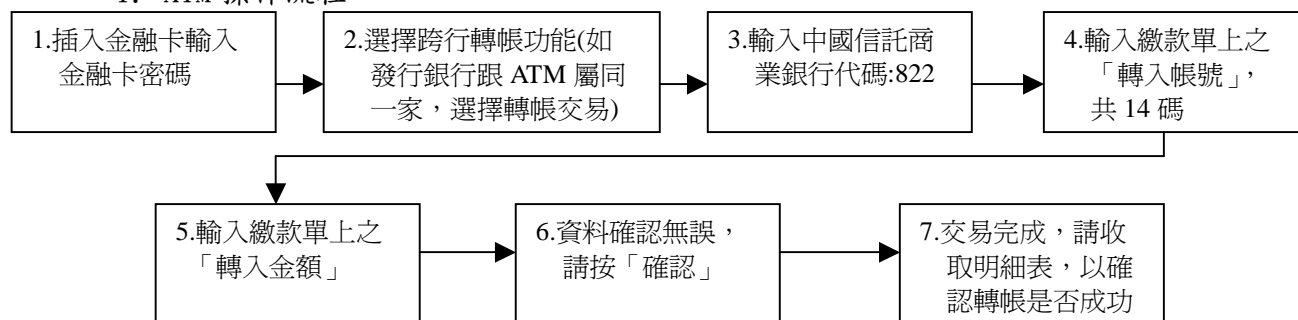 1.插入金融卡輸入
金融卡密碼
2.選擇跨行轉帳功能(如
發行銀行跟 ATM 屬同
一家，選擇轉帳交易)
3.輸入中國信託商
業銀行代碼:822
4.輸入繳款單上之
「轉入帳號」，
共 14 碼
5.輸入繳款單上之
「轉入金額」
6.資料確認無誤，
請按「確認」
7.交易完成，請收
取明細表，以確
認轉帳是否成功